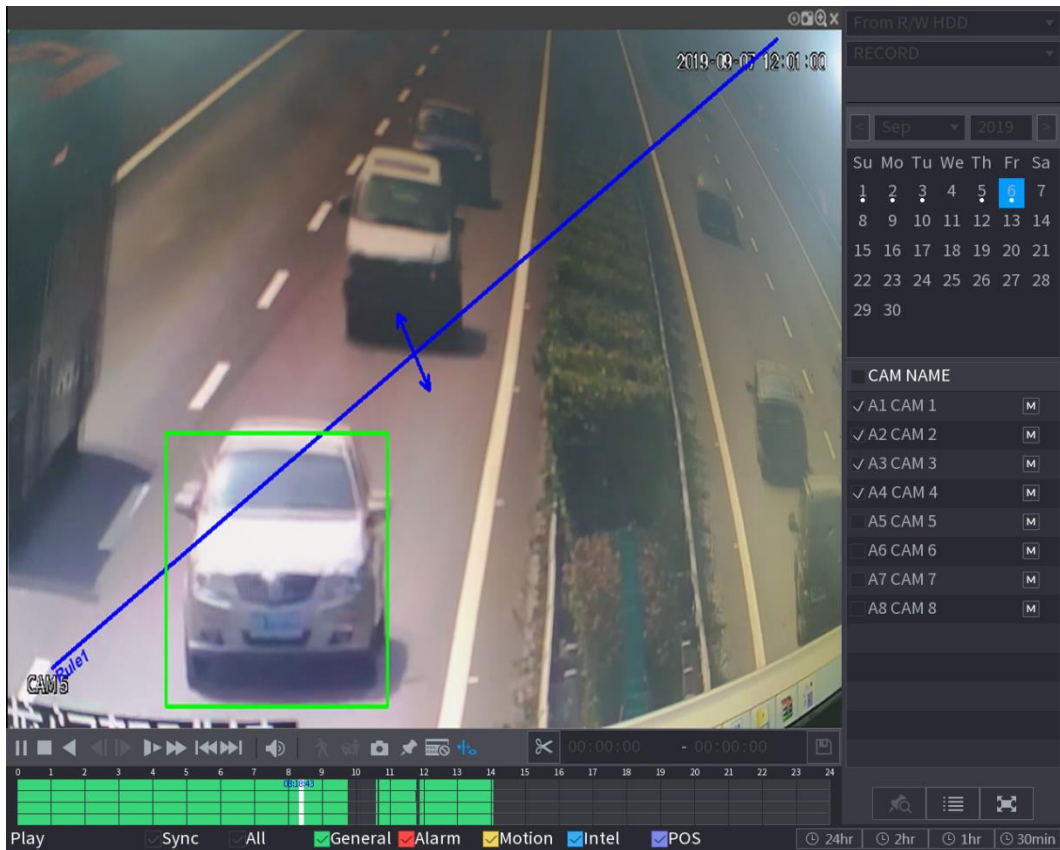 From R/W HDD
RECORD
2019-09-07 12:01:00
Sep 2019
Su Mo Tu We Th Fr Sa
1 2 3 4 5 6 7
8 9 10 11 12 13 14
15 16 17 18 19 20 21
22 23 24 25 26 27 28
29 30
CAM NAME
A1 CAM 1 M
A2 CAM 2 M
A3 CAM 3 M
A4 CAM 4 M
A5 CAM 5 M
A6 CAM 6 M
A7 CAM 7 M
A8 CAM 8 M
Rule1
CAM 5
00:00:00 - 00:00:00
0 1 2 3 4 5 6 7 8 9 10 11 12 13 14 15 16 17 18 19 20 21 22 23 24
Play Sync All General Alarm Motion Intel POS 24hr 2hr 1hr 30min